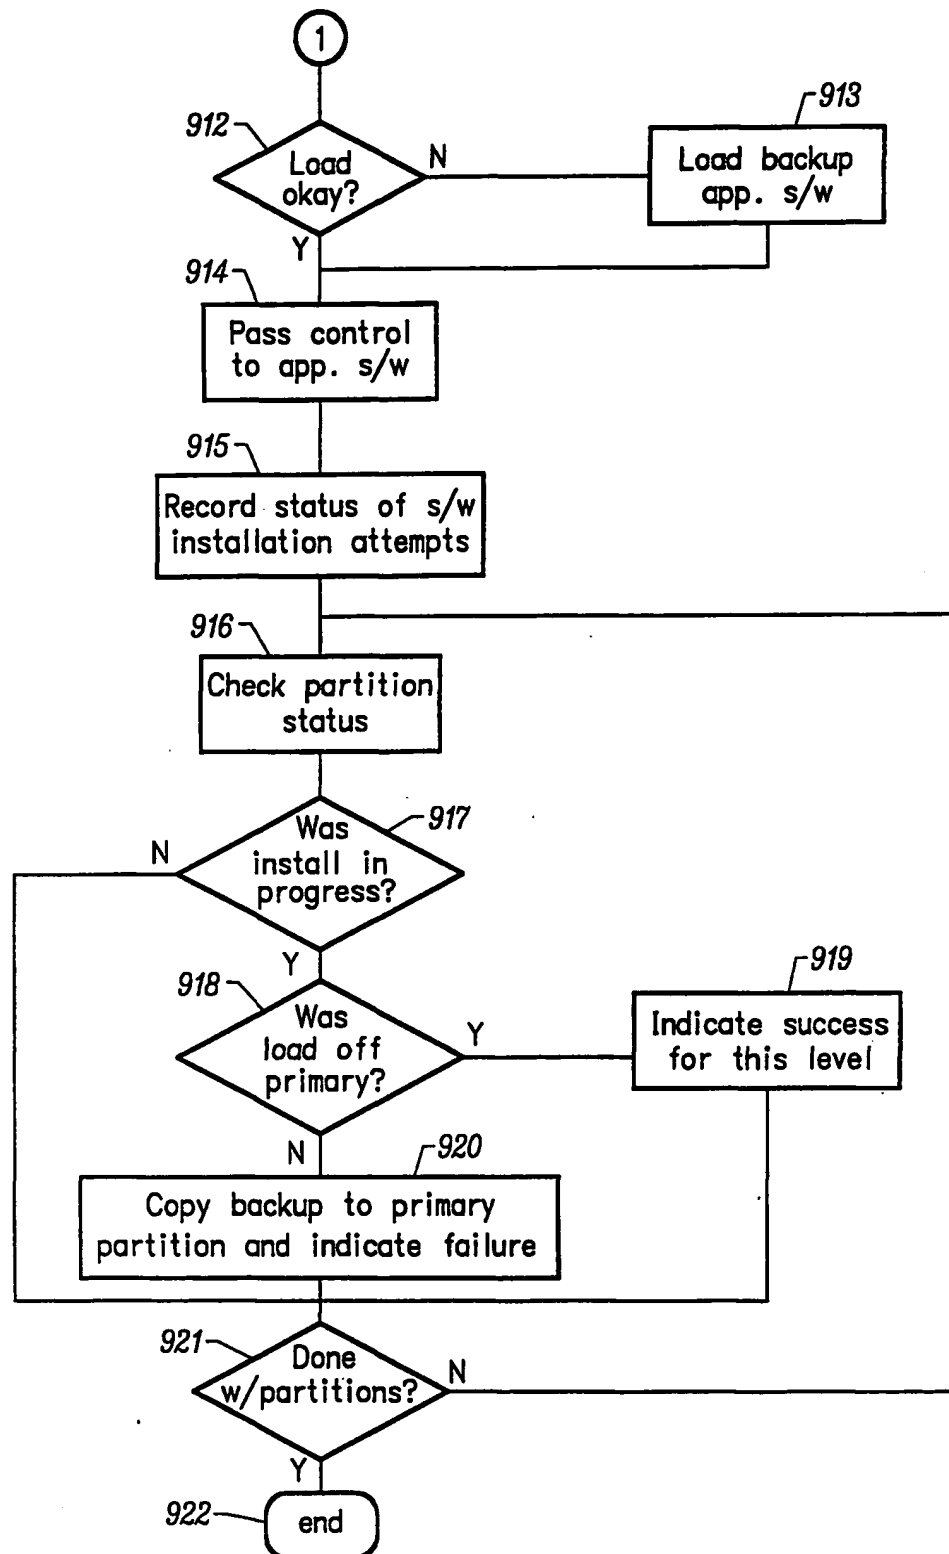 1
912
Load
okay?
N
Y
913
Load backup
app. s/w
914
Pass control
to app. s/w
915
Record status of s/w
installation attempts
916
Check partition
status
917
Was
install in
progress?
N
Y
918
Was
load off
primary?
Y
N
919
Indicate success
for this level
920
Copy backup to primary
partition and indicate failure
921
Done
w/partitions?
N
Y
922
end